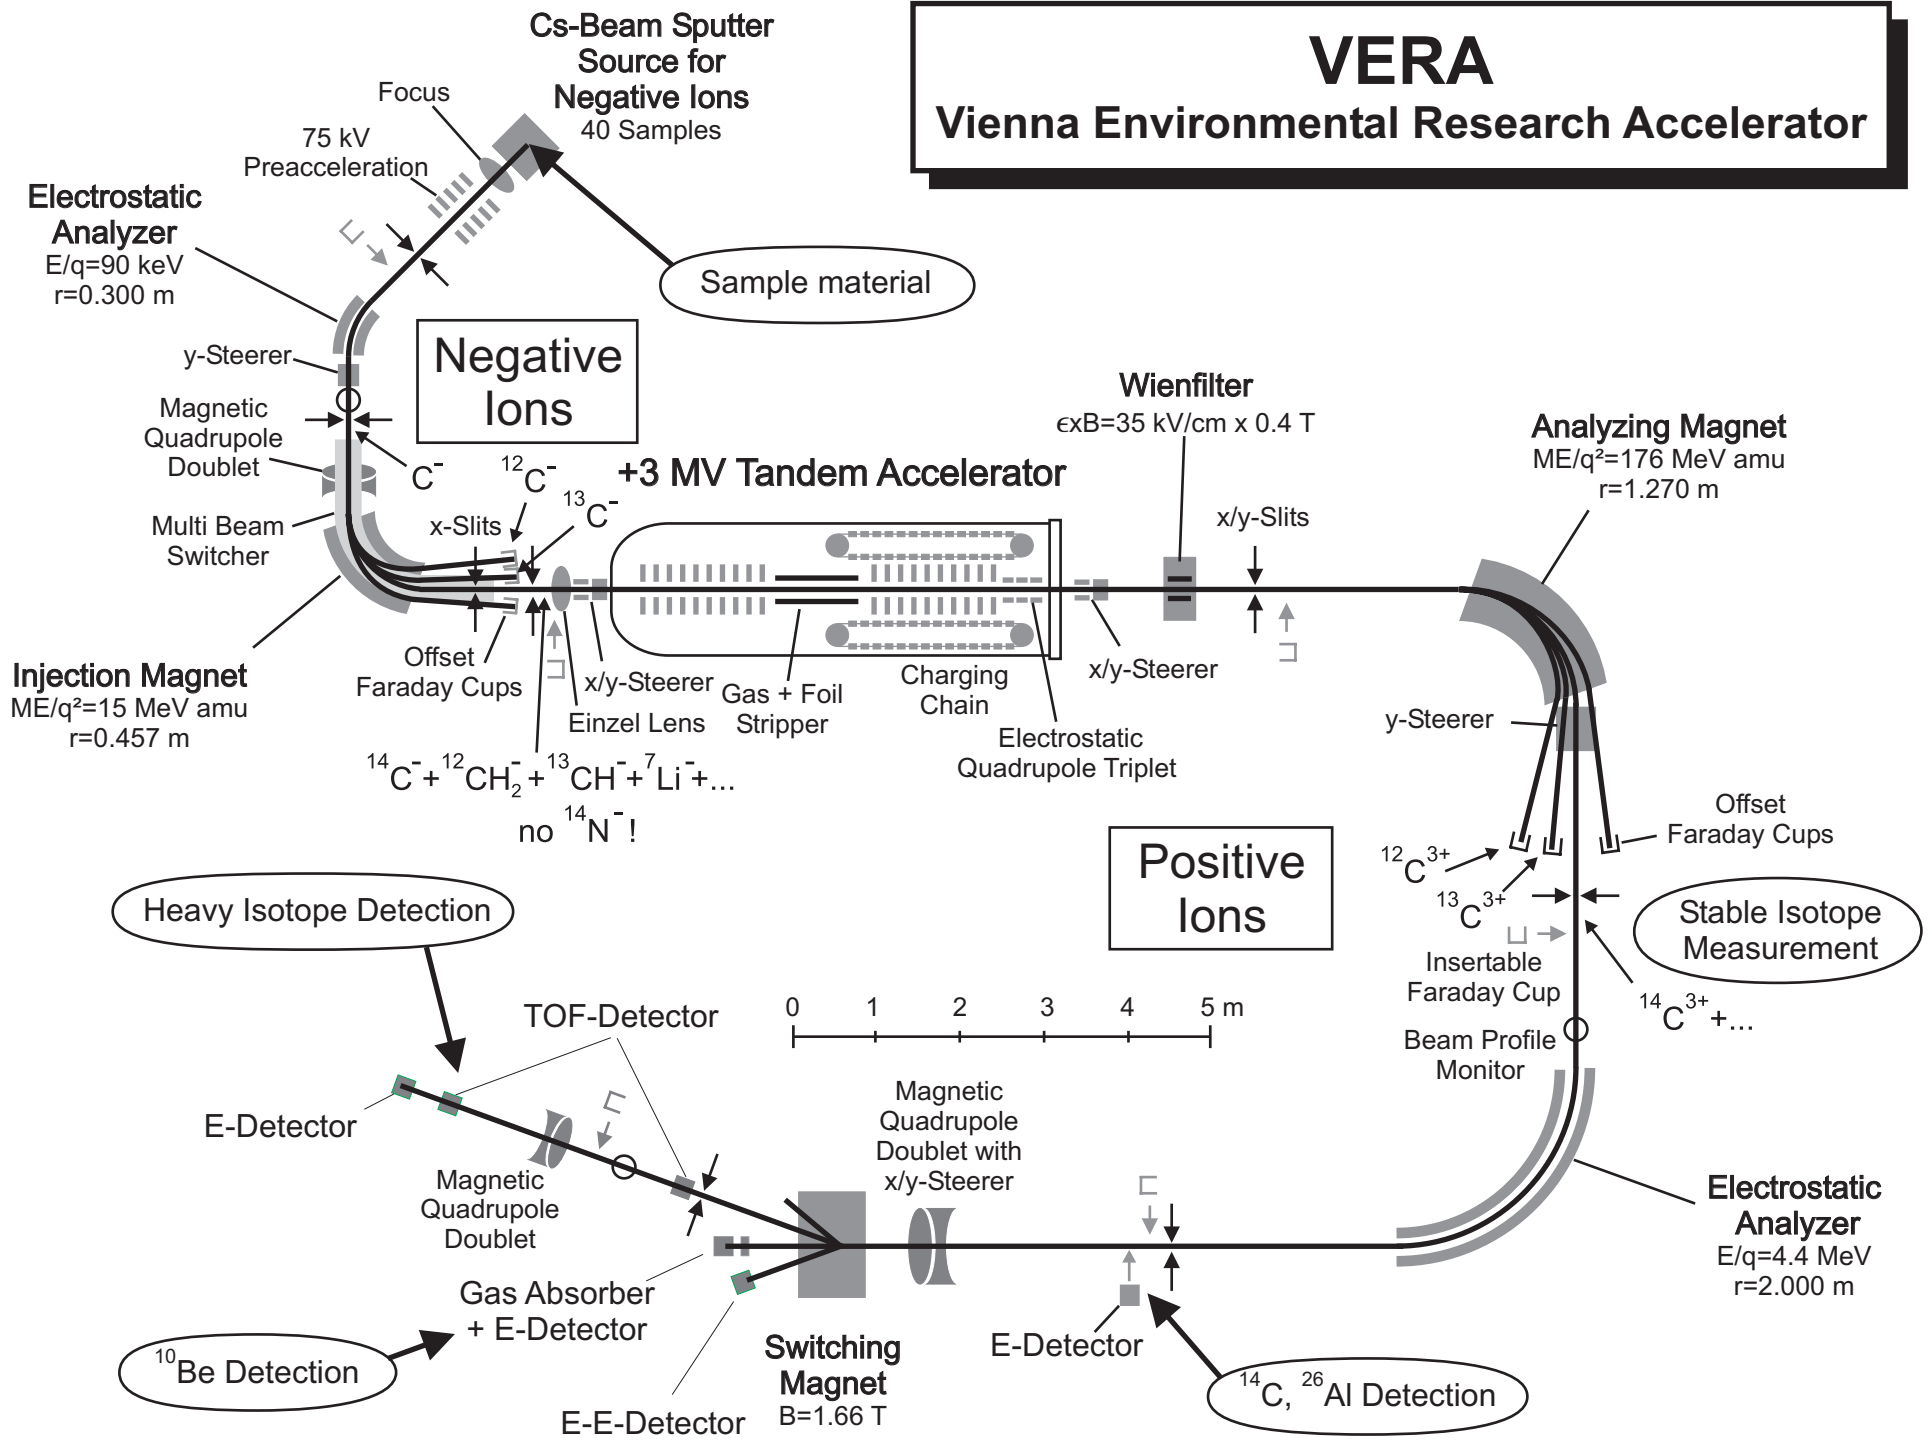 VERA
Vienna Environmental Research Accelerator
Cs-Beam Sputter
Source for
Negative Ions
40 Samples
Focus
75 kV
Preacceleration
Electrostatic
Analyzer
E/q=90 keV
r=0.300 m
Sample material
Negative
Ions
y-Steerer
Magnetic
Quadrupole
Doublet
C⁻
Multi Beam
Switcher
x-Slits
¹²C⁻
¹³C⁻
+3 MV Tandem Accelerator
Wienfilter
ϵxB=35 kV/cm x 0.4 T
x/y-Slits
Analyzing Magnet
ME/q²=176 MeV amu
r=1.270 m
Injection Magnet
ME/q²=15 MeV amu
r=0.457 m
Offset
Faraday Cups
x/y-Steerer
Einzel Lens
Gas + Foil
Stripper
Charging
Chain
Electrostatic
Quadrupole Triplet
x/y-Steerer
¹⁴C⁻+¹²CH₂⁻+¹³CH⁻+⁷Li⁻+...
no ¹⁴N⁻!
y-Steerer
Offset
Faraday Cups
Positive
Ions
¹²C³⁺
¹³C³⁺
Stable Isotope
Measurement
Insertable
Faraday Cup
¹⁴C³⁺+...
Beam Profile
Monitor
Heavy Isotope Detection
TOF-Detector
0 1 2 3 4 5 m
E-Detector
Magnetic
Quadrupole
Doublet
Magnetic
Quadrupole
Doublet with
x/y-Steerer
Electrostatic
Analyzer
E/q=4.4 MeV
r=2.000 m
Gas Absorber
+ E-Detector
¹⁰Be Detection
E-E-Detector
Switching
Magnet
B=1.66 T
E-Detector
¹⁴C, ²⁶Al Detection